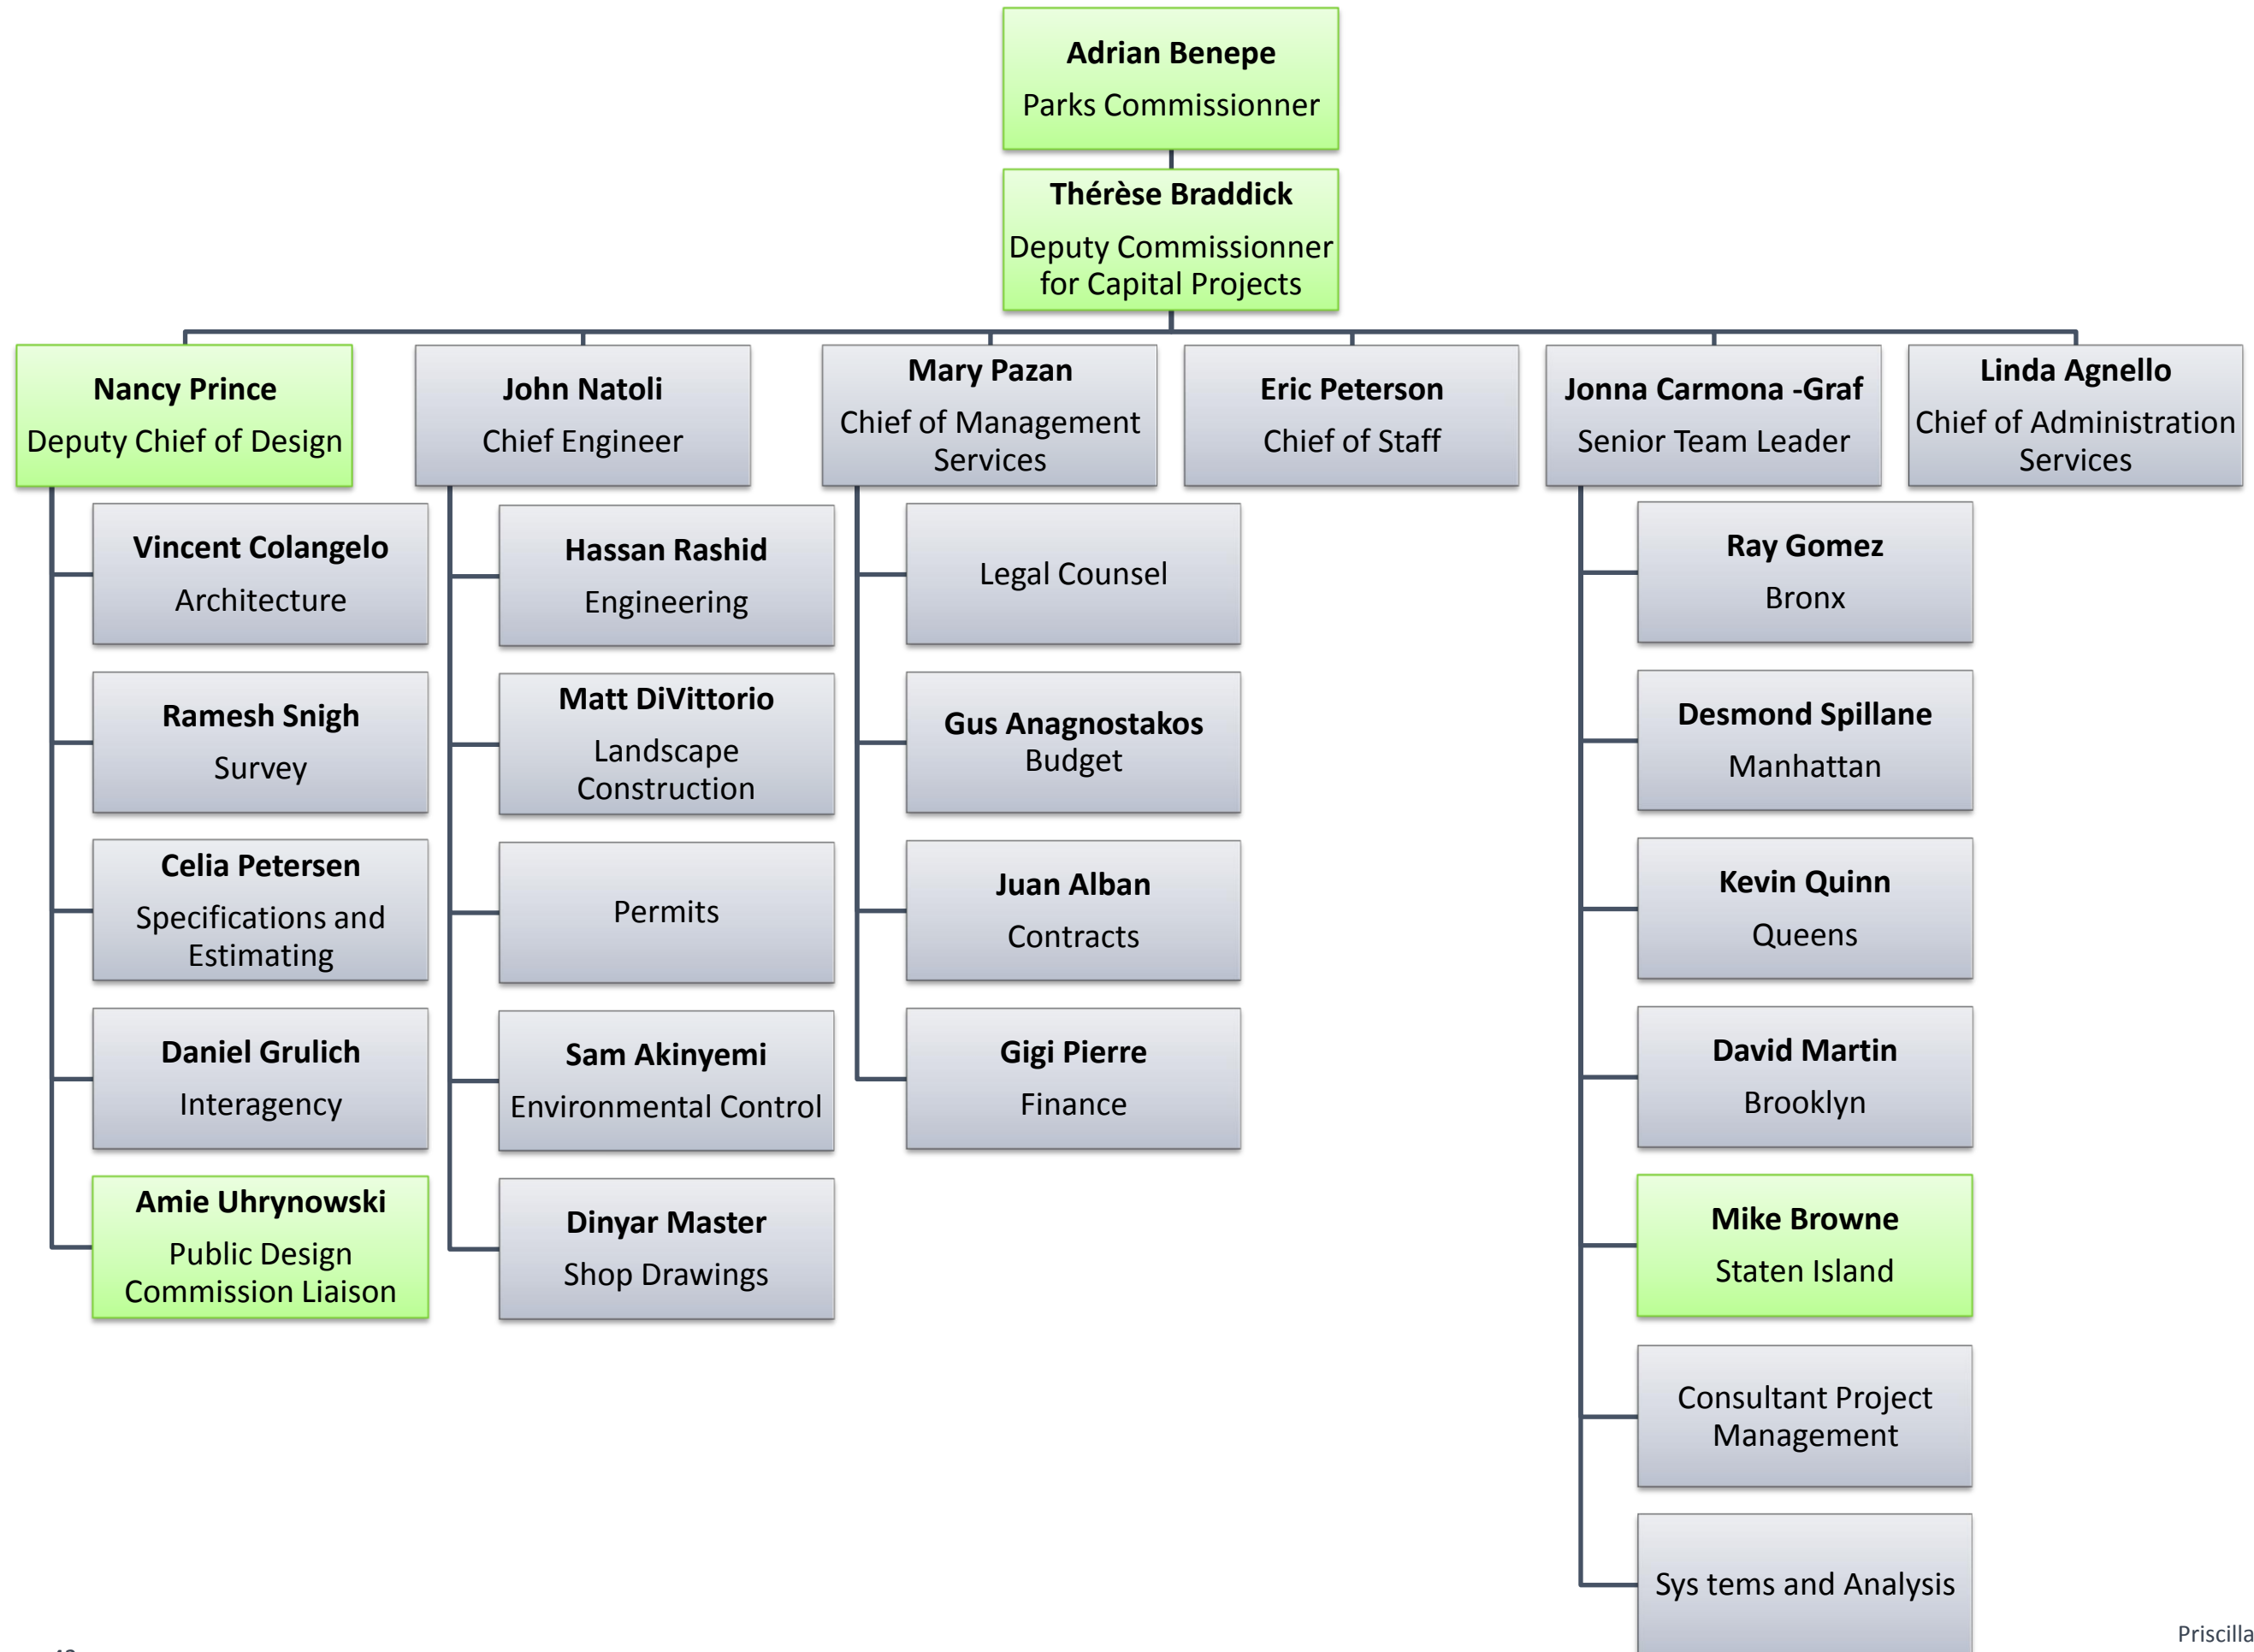 Adrian Benepe
Parks Commissionner
Thérèse Braddick
Deputy Commissionner
for Capital Projects
Nancy Prince
Deputy Chief of Design
John Natoli
Chief Engineer
Mary Pazan
Chief of Management
Services
Eric Peterson
Chief of Staff
Jonna Carmona -Graf
Senior Team Leader
Linda Agnello
Chief of Administration
Services
Vincent Colangelo
Architecture
Ramesh Snigh
Survey
Celia Petersen
Specifications and
Estimating
Daniel Grulich
Interagency
Amie Uhrynowski
Public Design
Commission Liaison
Hassan Rashid
Engineering
Matt DiVittorio
Landscape
Construction
Permits
Sam Akinyemi
Environmental Control
Dinyar Master
Shop Drawings
Legal Counsel
Gus Anagnostakos
Budget
Juan Alban
Contracts
Gigi Pierre
Finance
Ray Gomez
Bronx
Desmond Spillane
Manhattan
Kevin Quinn
Queens
David Martin
Brooklyn
Mike Browne
Staten Island
Consultant Project
Management
Sys tems and Analysis
Priscilla